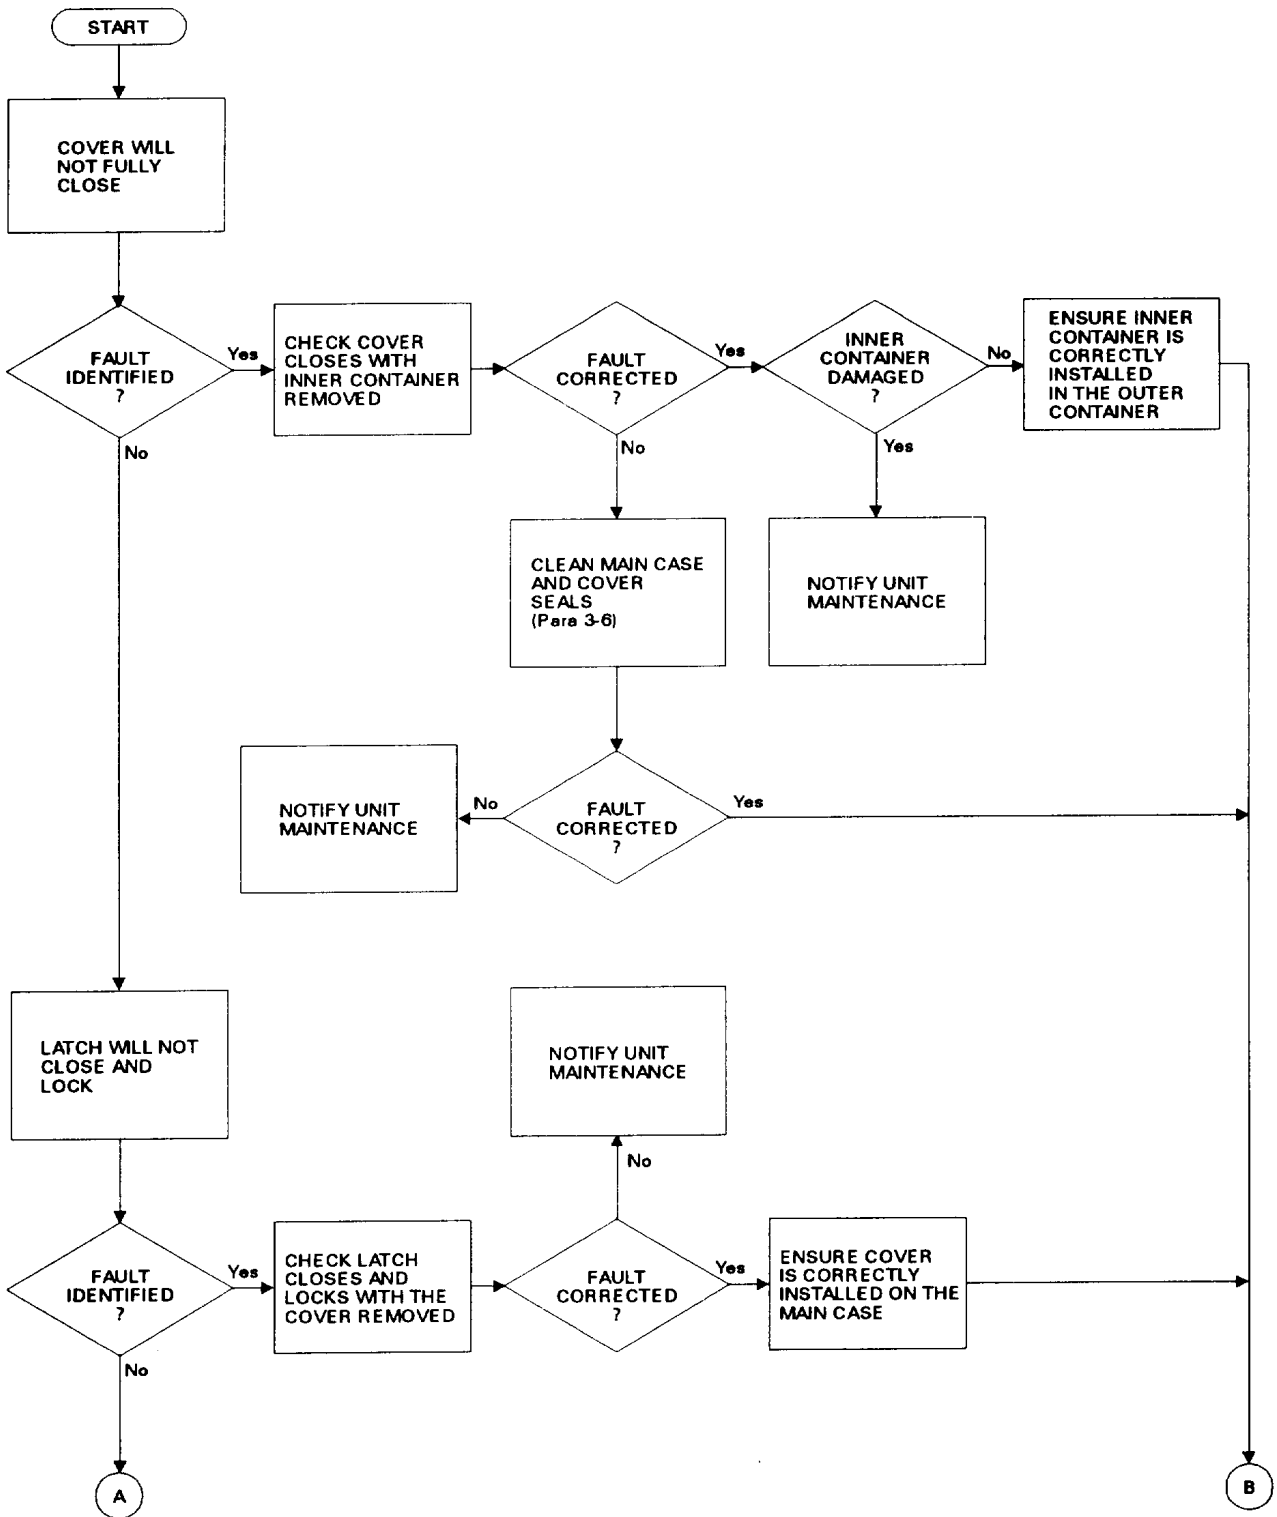 START
COVER WILL
NOT FULLY
CLOSE
FAULT
IDENTIFIED
?
Yes
No
CHECK COVER
CLOSES WITH
INNER CONTAINER
REMOVED
FAULT
CORRECTED
?
Yes
No
INNER
CONTAINER
DAMAGED
?
No
Yes
ENSURE INNER
CONTAINER IS
CORRECTLY
INSTALLED
IN THE OUTER
CONTAINER
CLEAN MAIN CASE
AND COVER
SEALS
(Para 3-6)
NOTIFY UNIT
MAINTENANCE
NOTIFY UNIT
MAINTENANCE
No
FAULT
CORRECTED
?
Yes
LATCH WILL NOT
CLOSE AND
LOCK
NOTIFY UNIT
MAINTENANCE
No
FAULT
IDENTIFIED
?
Yes
No
CHECK LATCH
CLOSES AND
LOCKS WITH THE
COVER REMOVED
FAULT
CORRECTED
?
Yes
ENSURE COVER
IS CORRECTLY
INSTALLED ON THE
MAIN CASE
A
B